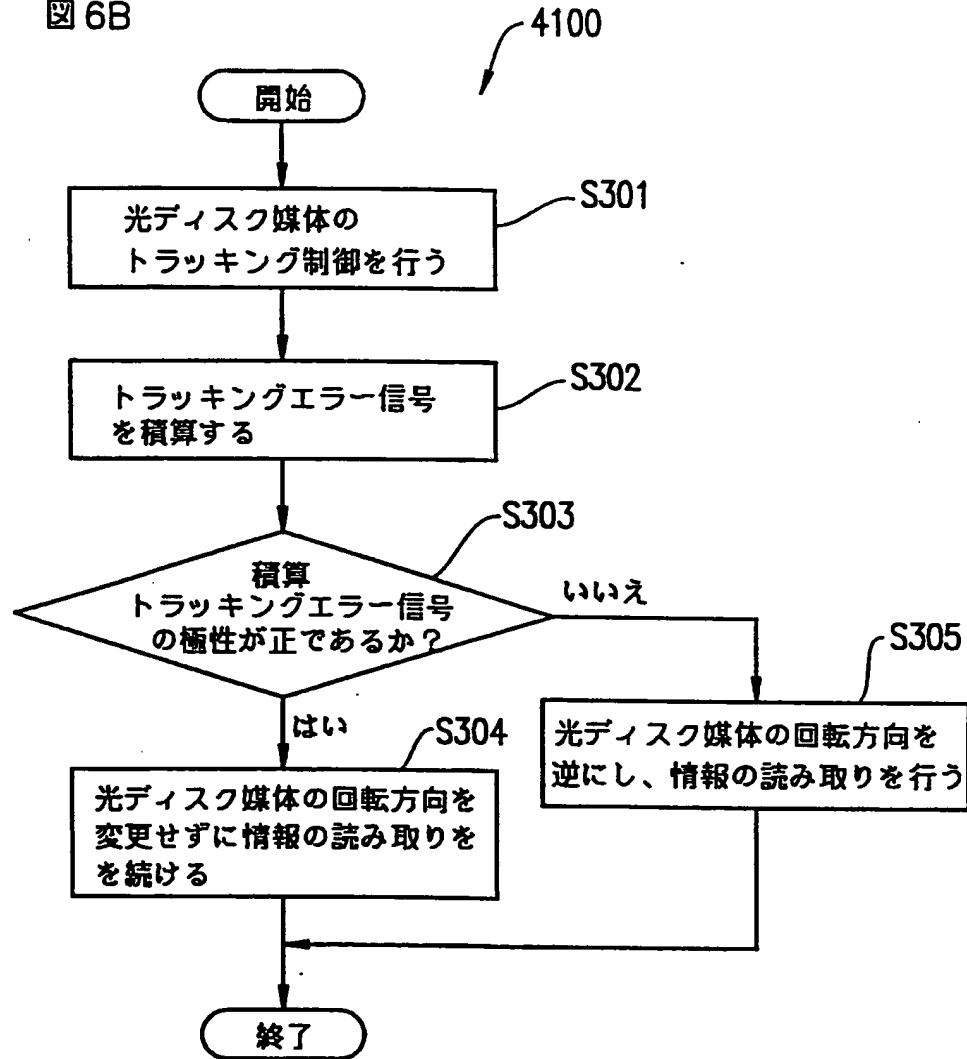 図 6B
4100
開始
S301
光ディスク媒体の
トラッキング制御を行う
S302
トラッキングエラー信号
を積算する
S303
積算
トラッキングエラー信号
の極性が正であるか？
いいえ
はい
S304
光ディスク媒体の回転方向を
変更せずに情報の読み取りを
を続ける
S305
光ディスク媒体の回転方向を
逆にし、情報の読み取りを行う
終了